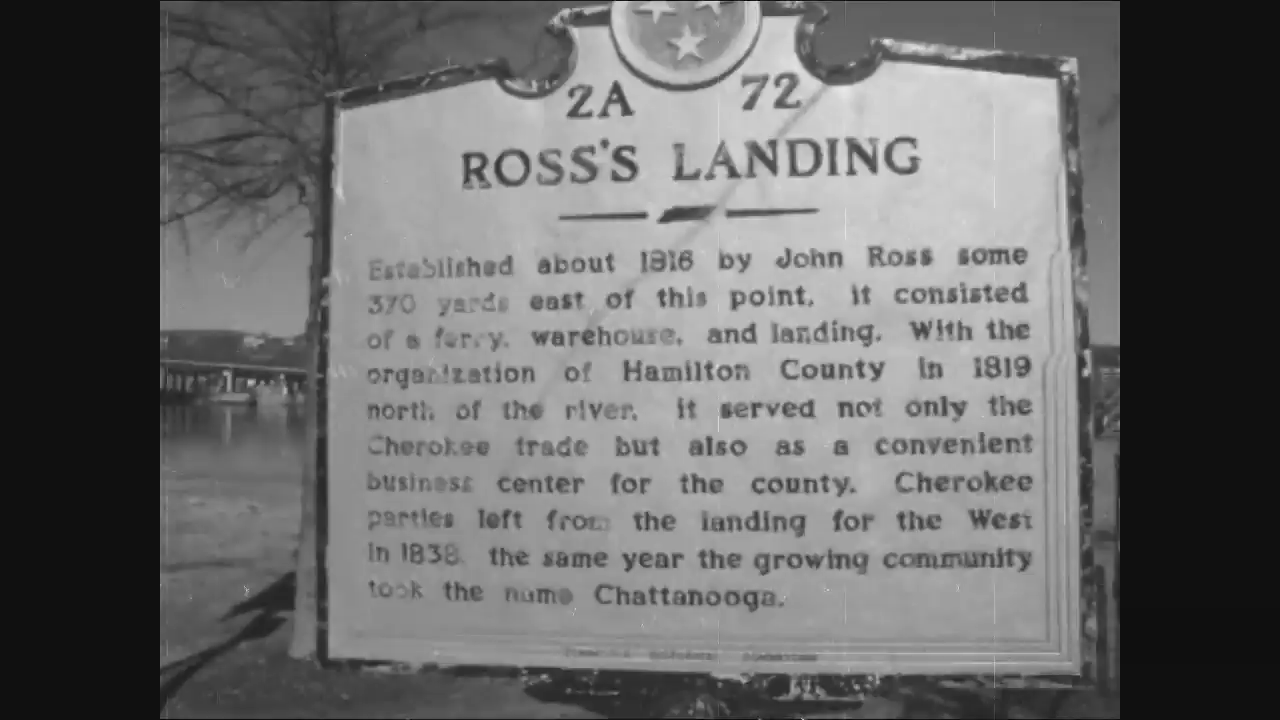 2A 72
ROSS'S LANDING
Established about 1816 by John Ross some
370 yards east of this point, it consisted
of a ferry, warehouse, and landing. With the
organization of Hamilton County in 1819
north of the river, it served not only the
Cherokee trade but also as a convenient
business center for the county. Cherokee
parties left from the landing for the West
in 1838, the same year the growing community
took the name Chattanooga.